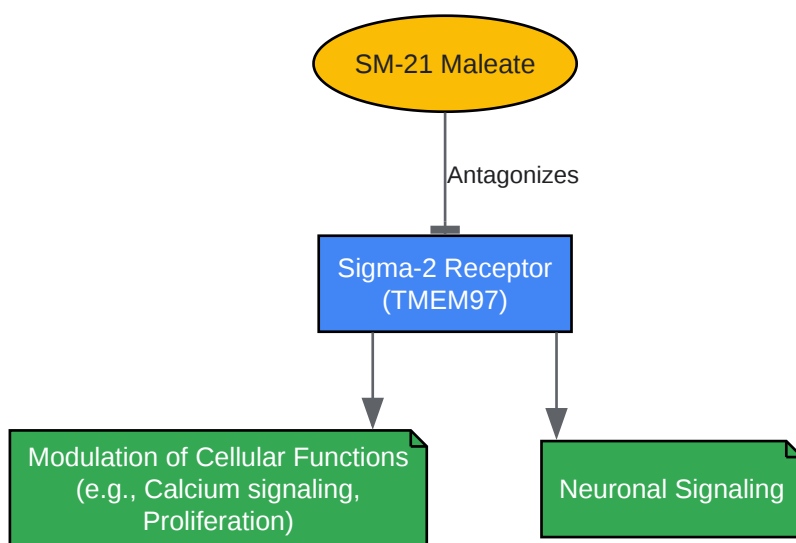 SM-21 Maleate
Antagonizes
Sigma-2 Receptor
(TMEM97)
Modulation of Cellular Functions
(e.g., Calcium signaling,
Proliferation)
Neuronal Signaling